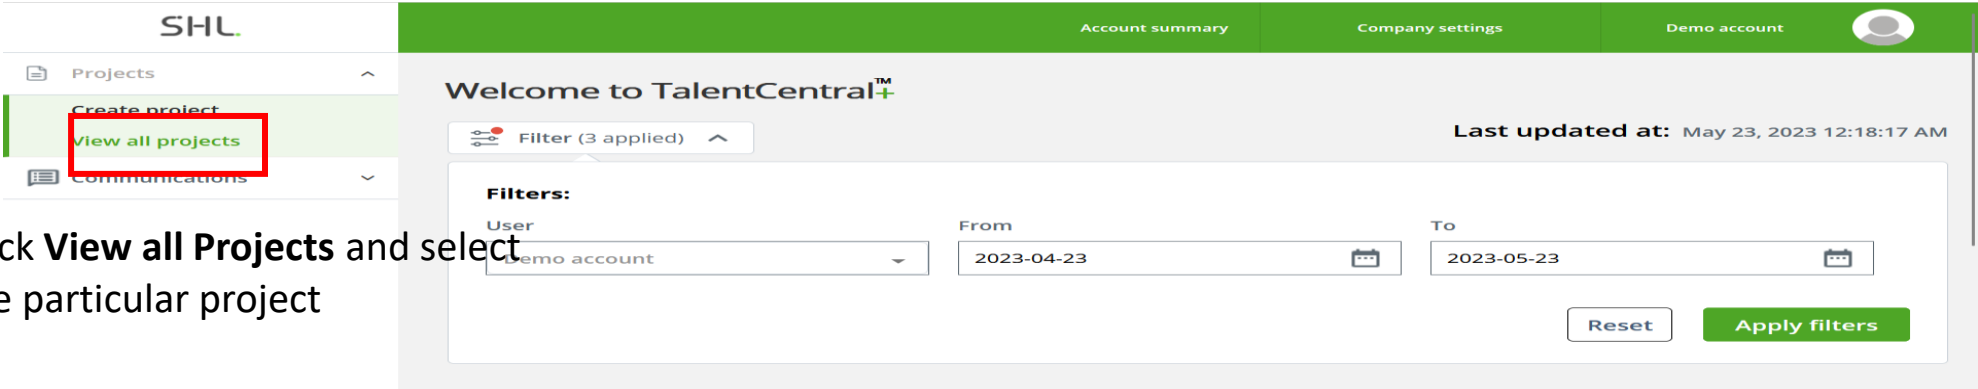 SHL.
Account summary
Company settings
Demo account
Projects
Create project
View all projects
Communications
Welcome to TalentCentral™+
Filter (3 applied)
Last updated at: May 23, 2023 12:18:17 AM
Filters:
User
From
To
Demo account
2023-04-23
2023-05-23
Reset
Apply filters
ck View all Projects and select
e particular project